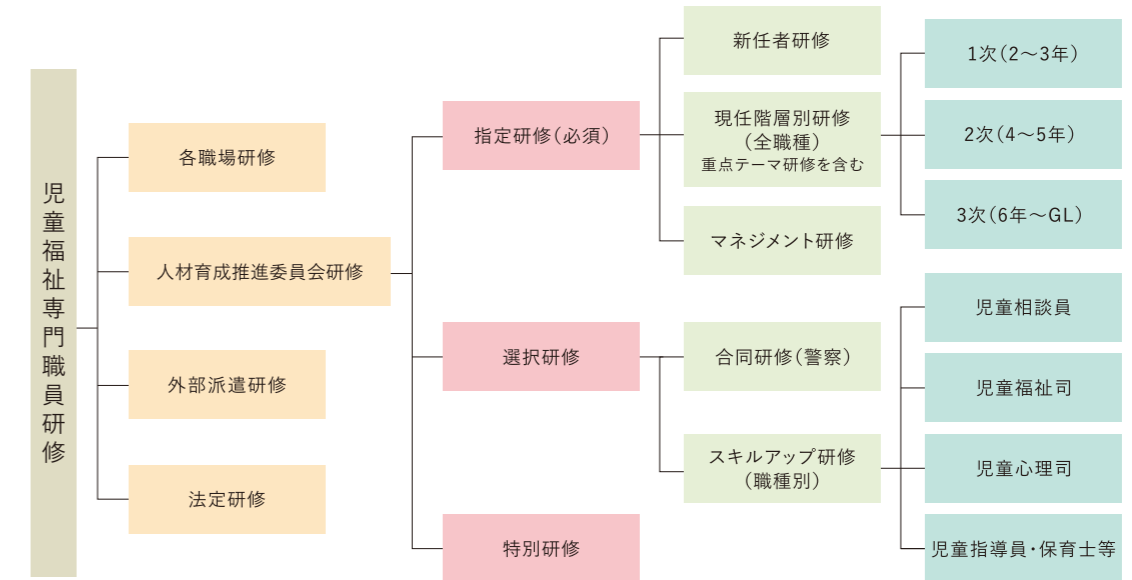 児童福祉専門職員研修
各職場研修
人材育成推進委員会研修
外部派遣研修
法定研修
指定研修(必須)
選択研修
特別研修
新任者研修
現任階層別研修
(全職種)
重点テーマ研修を含む
マネジメント研修
合同研修(警察)
スキルアップ研修
(職種別)
1次(2〜3年)
2次(4〜5年)
3次(6年〜GL)
児童相談員
児童福祉司
児童心理司
児童指導員・保育士等